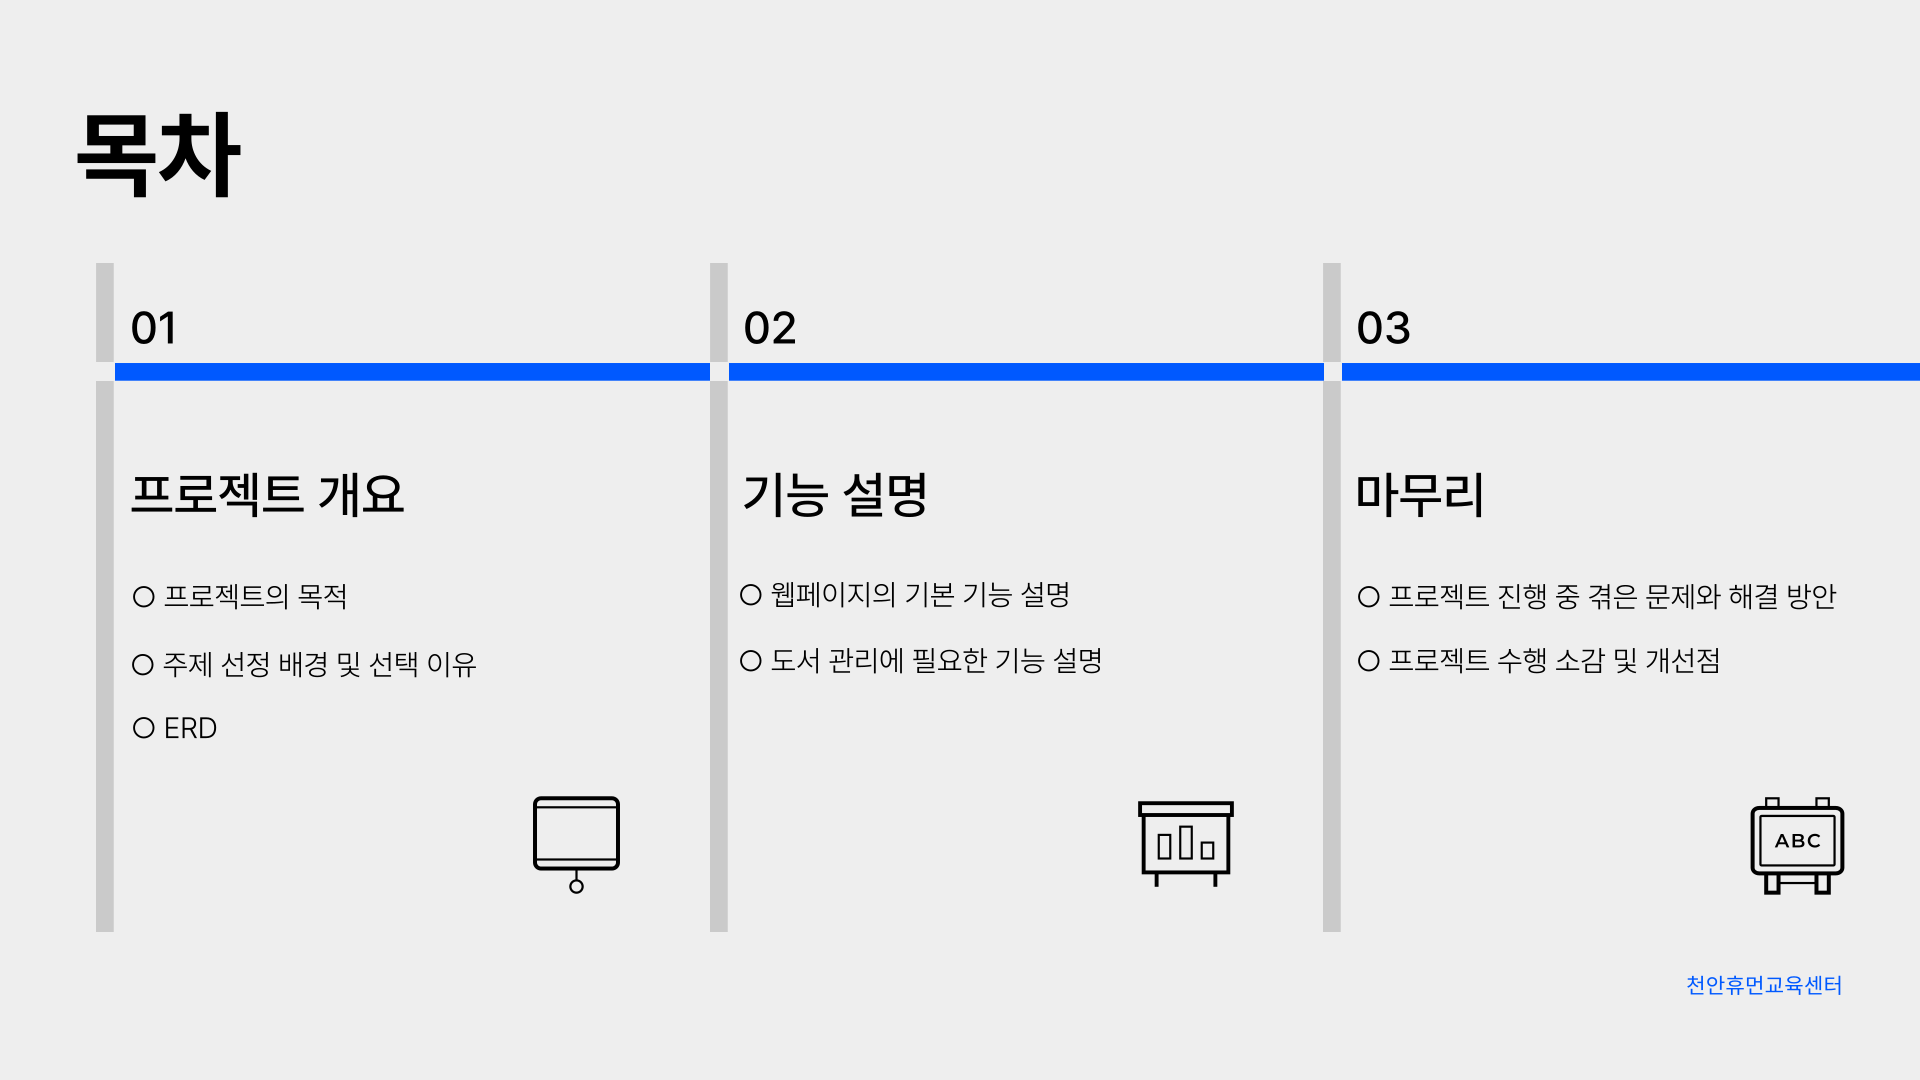 목차
01
프로젝트 개요
○ 프로젝트의 목적
○ 주제 선정 배경 및 선택 이유
○ ERD
02
기능 설명
○ 웹페이지의 기본 기능 설명
○ 도서 관리에 필요한 기능 설명
03
마무리
○ 프로젝트 진행 중 겪은 문제와 해결 방안
○ 프로젝트 수행 소감 및 개선점
ABC
천안휴먼교육센터